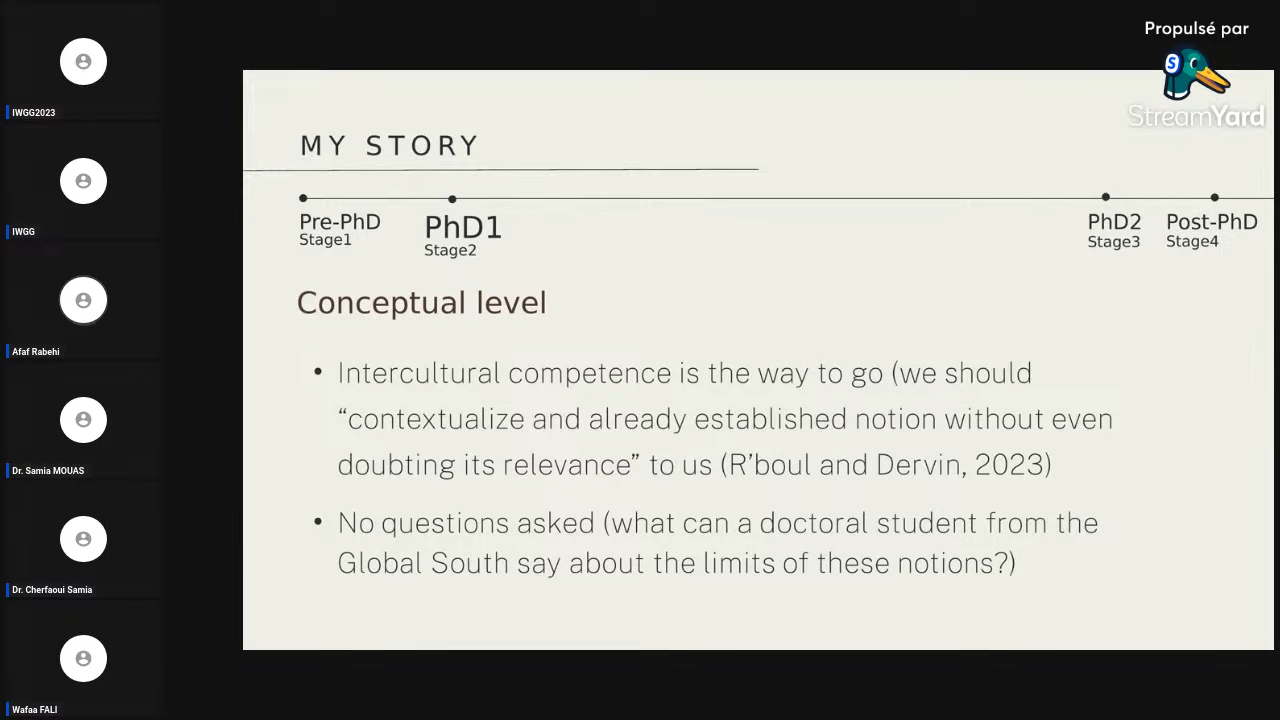 Propulsé par
StreamYard
IWGG2023
IWGG
Afaf Rabehi
Dr. Samia MOUAS
Dr. Cherfaoui Samia
Wafaa FALI
MY STORY
Pre-PhD
Stage1
PhD1
Stage2
PhD2
Stage3
Post-PhD
Stage4
Conceptual level
• Intercultural competence is the way to go (we should
“contextualize and already established notion without even
doubting its relevance” to us (R’boul and Dervin, 2023)
• No questions asked (what can a doctoral student from the
Global South say about the limits of these notions?)